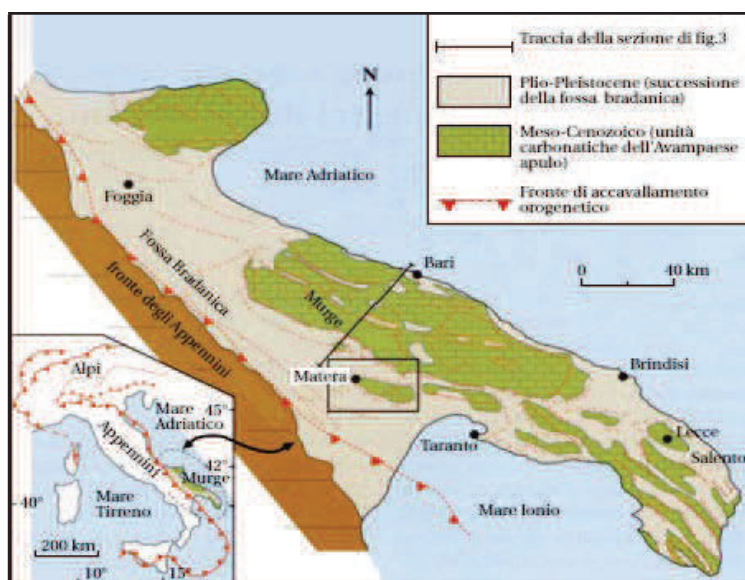 Traccia della sezione di fig.3
Plio-Pleistocene (successione
della fossa bradanica)
Meso-Cenozoico (unità
carbonatiche dell'Avampaese
apulo)
Fronte di accavallamento
orogenetico
N
Mare Adriatico
Foggia
Fossa Bradanica
fronte degli Appennini
Murge
Bari
0 40 km
Matera
Brindisi
Taranto
Lecce
Salento
Mare Ionio
Alpi
Mare
Adriatico
45°
Appennini
42°
Murge
40°
Mare
Tirreno
200 km
10° 15°